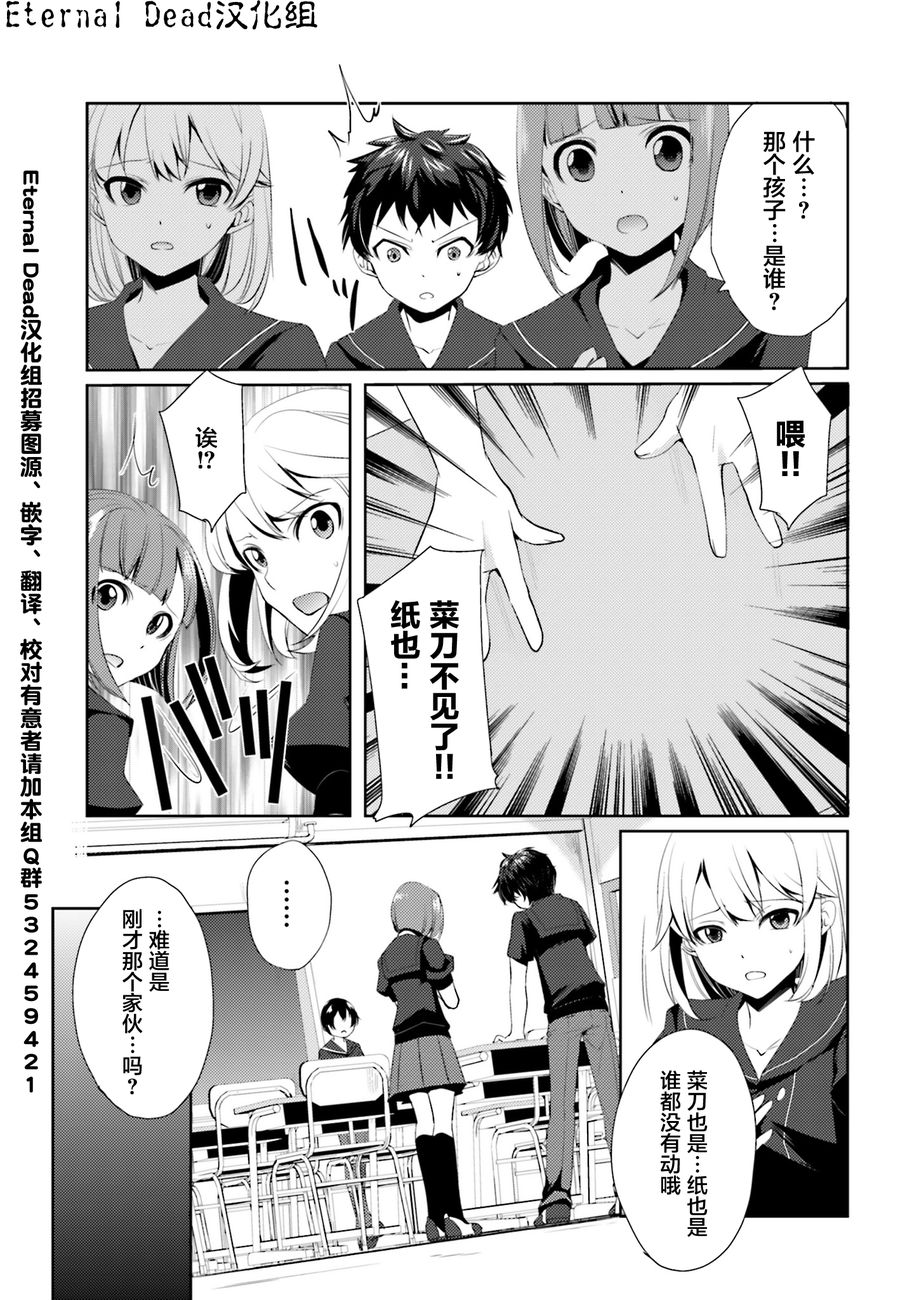 Eternal Dead汉化组
什么…?
那个孩子…是谁?
喂!!
菜刀不见了!!
纸也…
诶!?
菜刀也是…纸也是
谁都没有动哦
…
…难道是
刚才那个家伙…吗?
Eternal Dead汉化组招募图源、嵌字、翻译、校对有意者请加本组Q群532459421